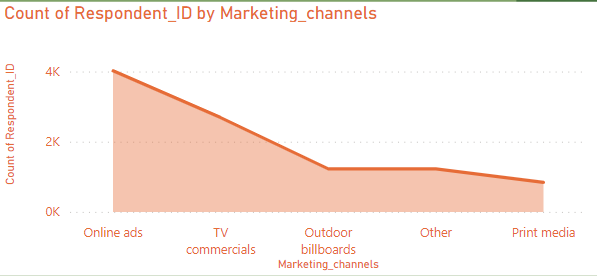 Count of Respondent_ID by Marketing_channels
Count of Respondent_ID
4K
2K
0K
Online ads
TV
commercials
Outdoor
billboards
Other
Print media
Marketing_channels